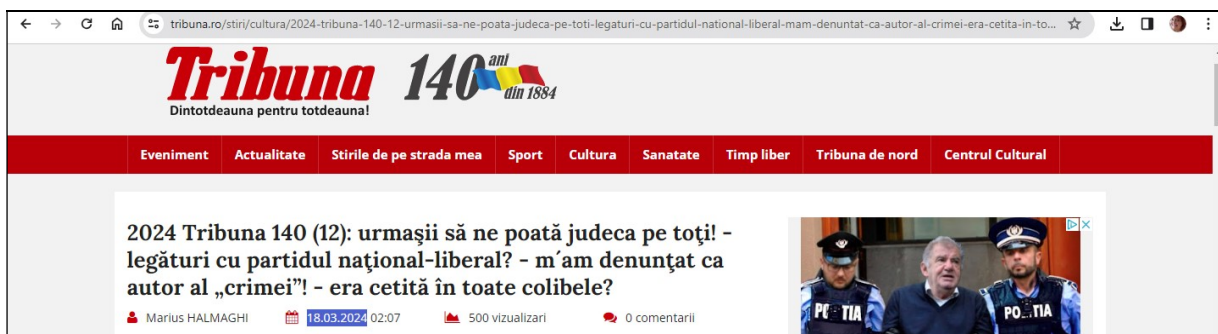 tribuna.ro/stiri/cultura/2024-tribuna-140-12-urmasii-sa-ne-poata-judeca-pe-toti-legaturi-cu-partidul-national-liberal-mam-denuntat-ca-autor-al-crimei-era-cetita-in-to...
Tribuna 140 ani din 1884
Dintotdeauna pentru totdeauna!
Eveniment Actualitate Stirile de pe strada mea Sport Cultura Sanatate Timp liber Tribuna de nord Centrul Cultural
2024 Tribuna 140 (12): urmaşii să ne poată judeca pe toţi! -
legături cu partidul naţional-liberal? - m´am denunţat ca
autor al „crimei”! - era cetită în toate colibele?
Marius HALMAGHI 18.03.2024 02:07 500 vizualizari 0 comentarii